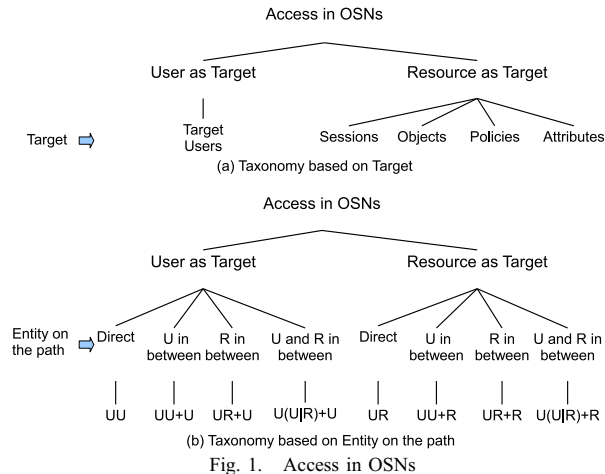 Access in OSNs
User as Target
Resource as Target
Target
Target
Users
Sessions
Objects
Policies
Attributes
(a) Taxonomy based on Target
Access in OSNs
User as Target
Resource as Target
Entity on
the path
Direct
U in
between
R in
between
U and R in
between
Direct
U in
between
R in
between
U and R in
between
UU
UU+U
UR+U
U(U|R)+U
UR
UU+R
UR+R
U(U|R)+R
(b) Taxonomy based on Entity on the path
Fig. 1. Access in OSNs